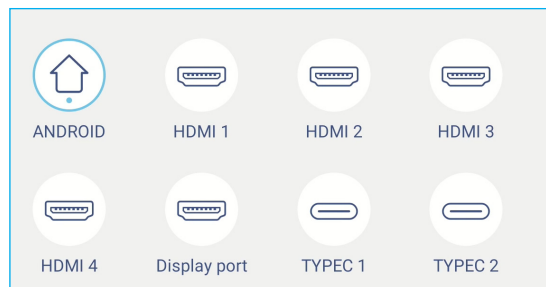 ANDROID HDMI 1 HDMI 2 HDMI 3
HDMI 4 Display port TYPEC 1 TYPEC 2